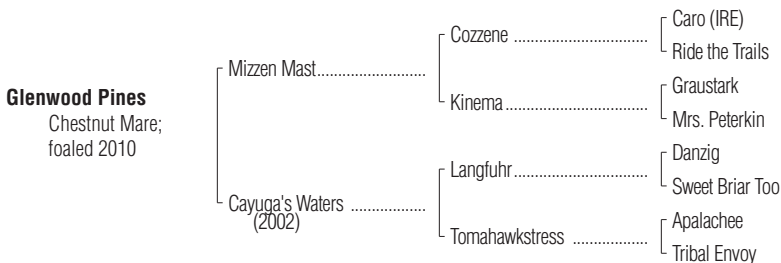 Caro (IRE)
Cozzene ................................
Ride the Trails
Mizzen Mast..........................
Graustark
Kinema..................................
Mrs. Peterkin
Glenwood Pines
Chestnut Mare;
foaled 2010
Danzig
Langfuhr................................
Sweet Briar Too
Cayuga's Waters ..................
(2002)
Apalachee
Tomahawkstress ..................
Tribal Envoy